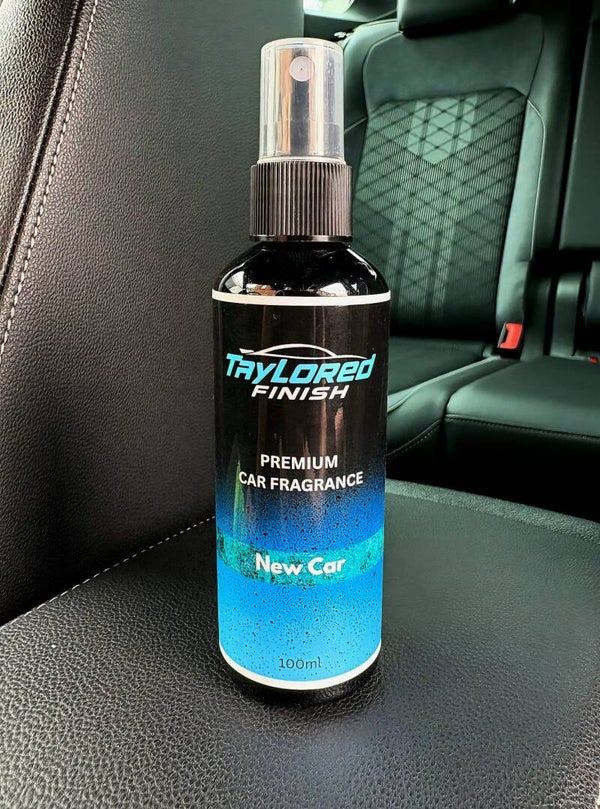 TAYLORED
FINISH
PREMIUM
CAR FRAGRANCE
New Car
100ml